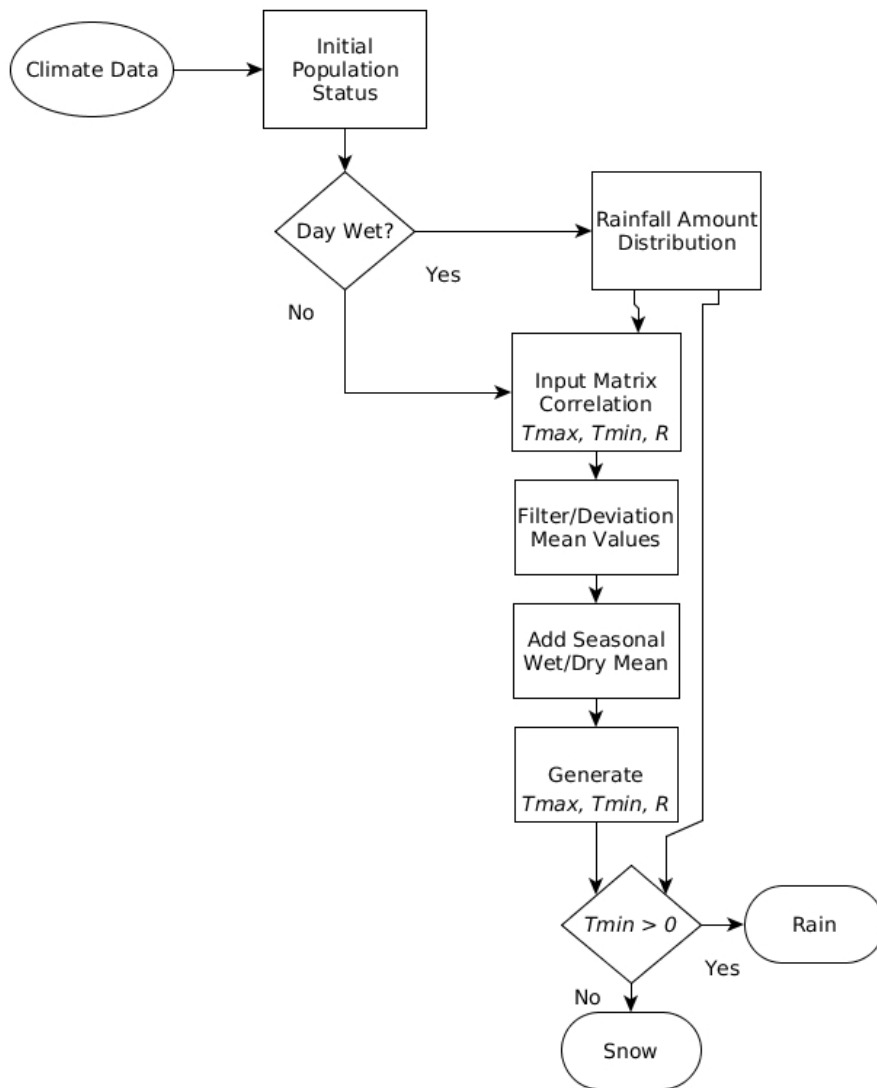 Climate Data
Initial
Population
Status
Day Wet?
Yes
No
Rainfall Amount
Distribution
Input Matrix
Correlation
Tmax, Tmin, R
Filter/Deviation
Mean Values
Add Seasonal
Wet/Dry Mean
Generate
Tmax, Tmin, R
Tmin > 0
Yes
Rain
No
Snow